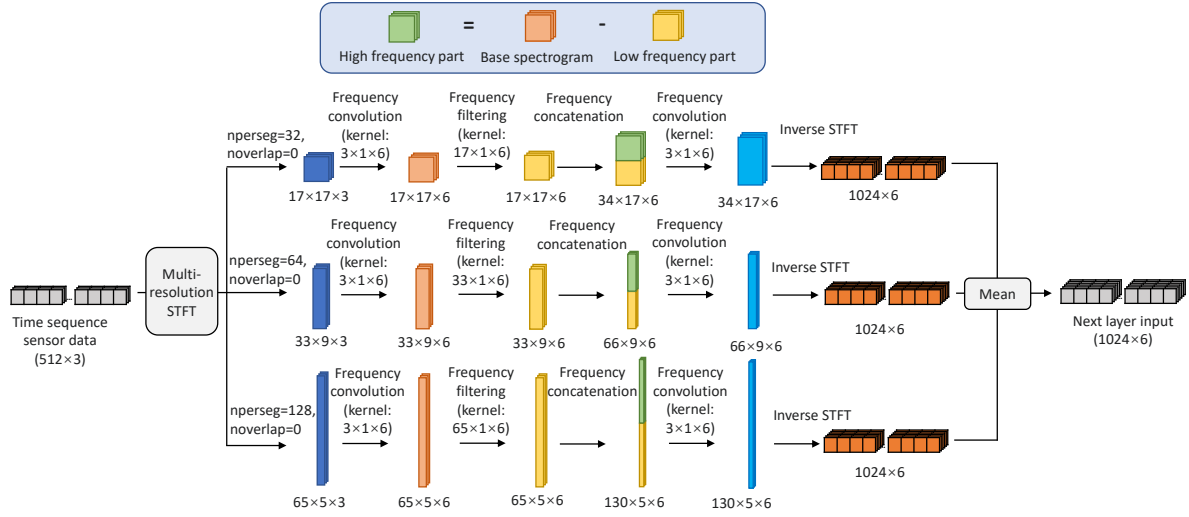 =
-
High frequency part
Base spectrogram
Low frequency part
nperseg=32,
noverlap=0
Frequency
convolution
(kernel:
3×1×6)
Frequency
filtering
(kernel:
17×1×6)
Frequency
concatenation
Frequency
convolution
(kernel:
3×1×6)
Inverse STFT
17×17×3
17×17×6
17×17×6
34×17×6
34×17×6
1024×6
nperseg=64,
noverlap=0
Frequency
convolution
(kernel:
3×1×6)
Frequency
filtering
(kernel:
33×1×6)
Frequency
concatenation
Frequency
convolution
(kernel:
3×1×6)
Inverse STFT
33×9×3
33×9×6
33×9×6
66×9×6
66×9×6
1024×6
Time sequence
sensor data
(512×3)
Multi-
resolution
STFT
Mean
Next layer input
(1024×6)
nperseg=128,
noverlap=0
Frequency
convolution
(kernel:
3×1×6)
Frequency
filtering
(kernel:
65×1×6)
Frequency
concatenation
Frequency
convolution
(kernel:
3×1×6)
Inverse STFT
65×5×3
65×5×6
65×5×6
130×5×6
130×5×6
1024×6